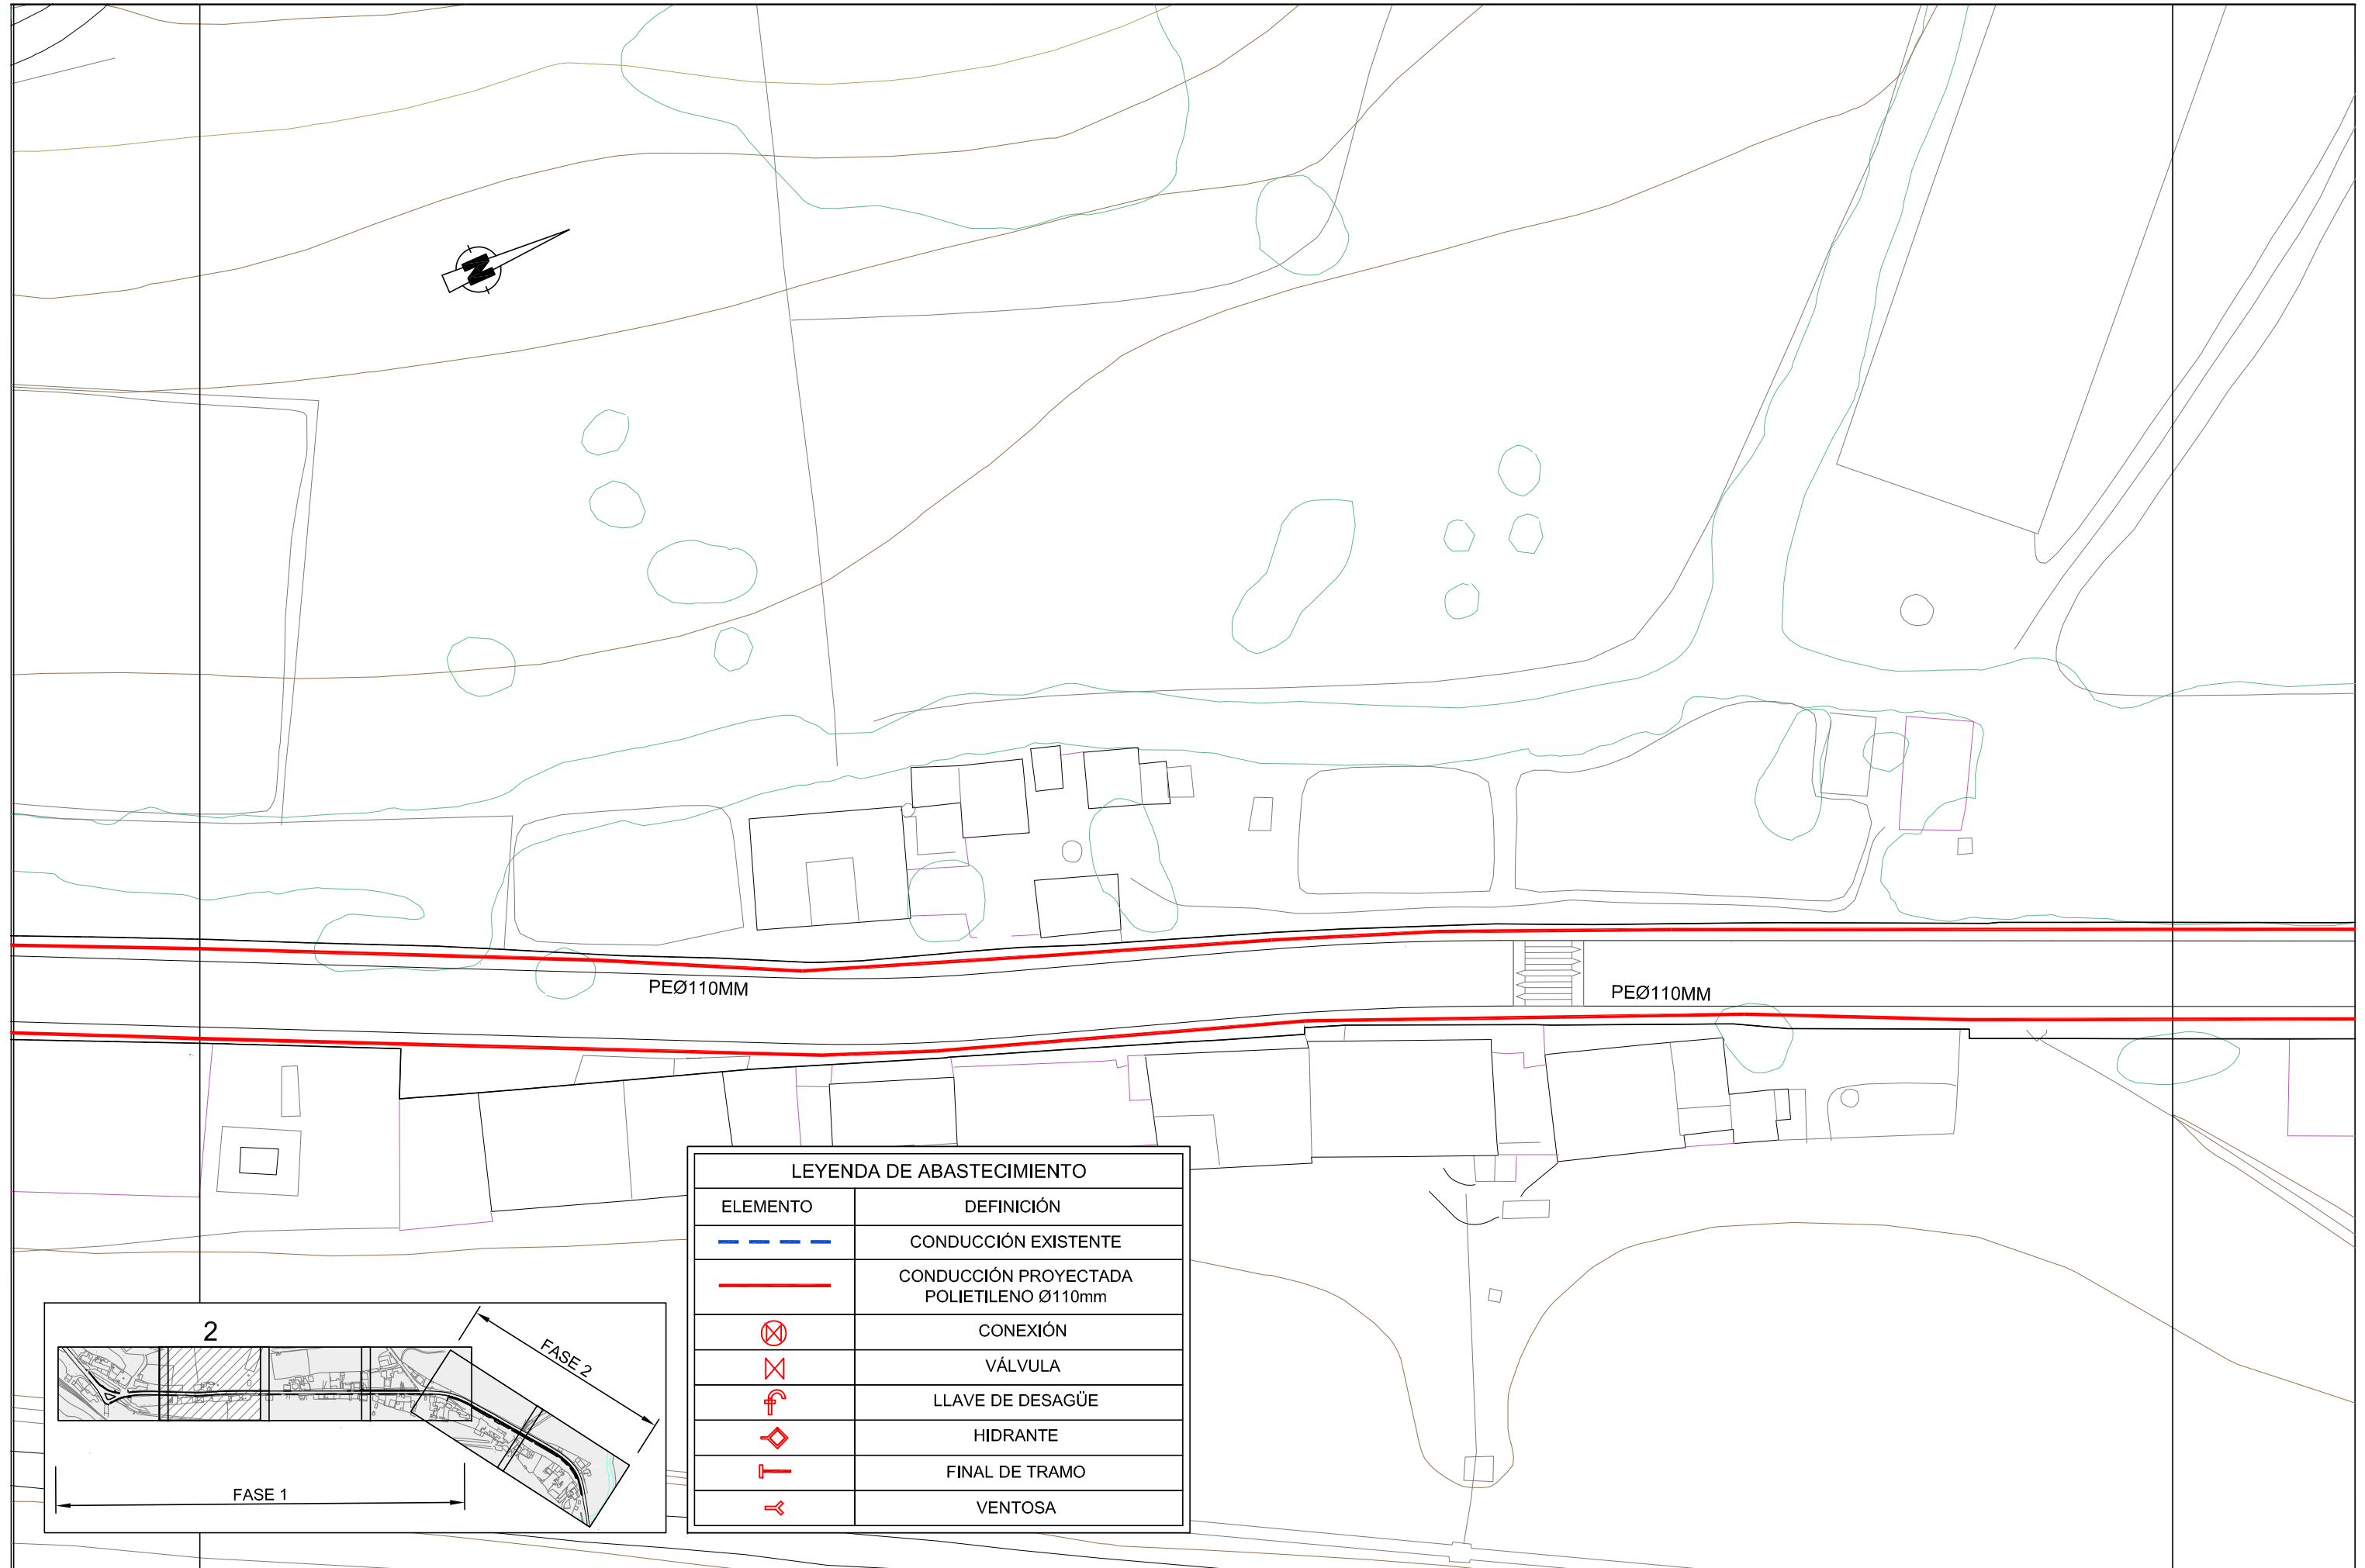 N
PEØ110MM
PEØ110MM
LEYENDA DE ABASTECIMIENTO
ELEMENTO DEFINICIÓN
CONDUCCIÓN EXISTENTE
CONDUCCIÓN PROYECTADA
POLIETILENO Ø110mm
CONEXIÓN
VÁLVULA
LLAVE DE DESAGÜE
HIDRANTE
FINAL DE TRAMO
VENTOSA
2
FASE 2
FASE 1